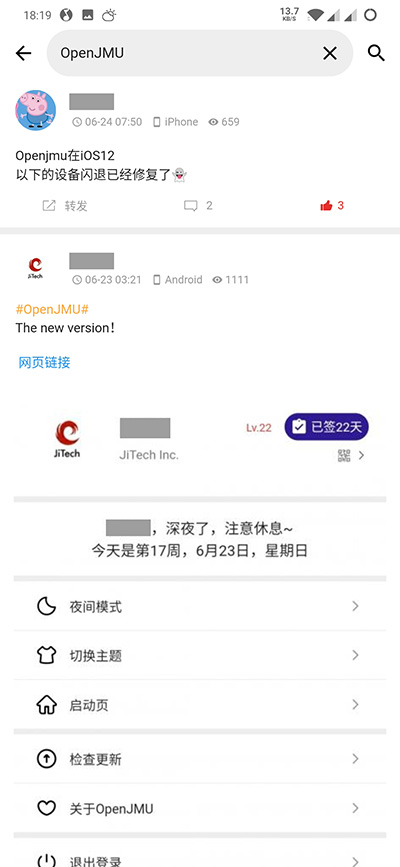 18:19
13.7
KB/S
OpenJMU
06-24 07:50 iPhone 659
Openjmu在iOS12
以下的设备闪退已经修复了👻
转发 2 3
JiTech
06-23 03:21 Android 1111
#OpenJMU#
The new version！
网页链接
Lv.22 已签22天
JiTech
JiTech Inc.
，深夜了，注意休息~
今天是第17周，6月23日，星期日
夜间模式
切换主题
启动页
检查更新
关于OpenJMU
退出登录